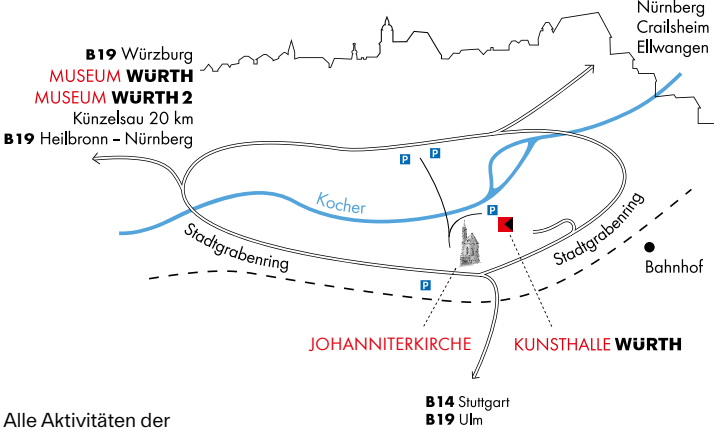 Nürnberg
Crailsheim
Ellwangen
B19 Würzburg
MUSEUM WÜRTH
MUSEUM WÜRTH 2
Künzelsau 20 km
B19 Heilbronn – Nürnberg
P
P
Kocher
P
Stadtgrabenring
Stadtgrabenring
Bahnhof
P
JOHANNITERKIRCHE
KUNSTHALLE WÜRTH
B14 Stuttgart
B19 Ulm
Alle Aktivitäten der